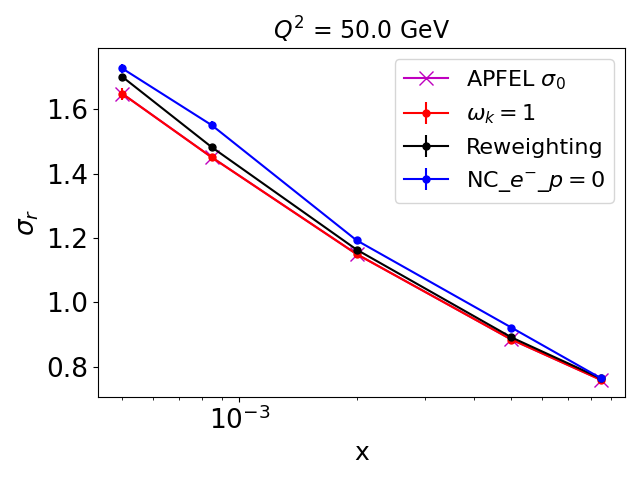 Q² = 50.0 GeV
APFEL σ₀
ωₖ = 1
Reweighting
NC_e⁻_p = 0
σᵣ
1.6
1.4
1.2
1.0
0.8
10⁻³
x